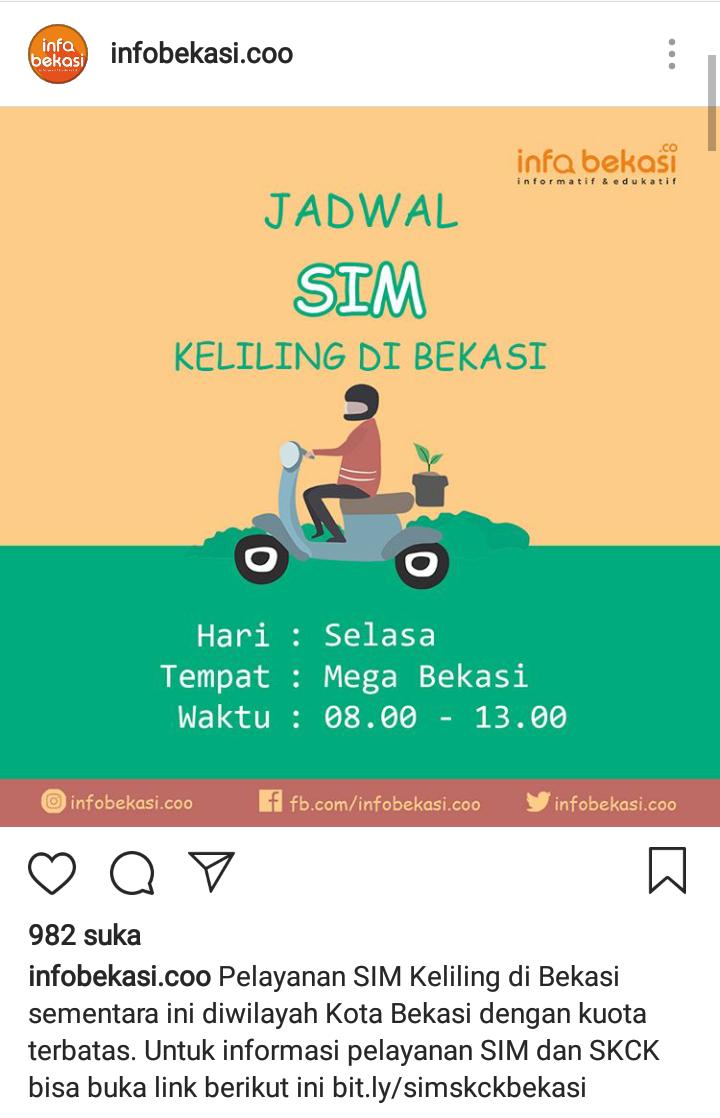 info
bekasi
infobekasi.coo
.co
info bekasi
informatif & edukatif
JADWAL
SIM
KELILING DI BEKASI
Hari : Selasa
Tempat : Mega Bekasi
Waktu : 08.00 - 13.00
infobekasi.coo fb.com/infobekasi.coo infobekasi.coo
982 suka
infobekasi.coo Pelayanan SIM Keliling di Bekasi
sementara ini diwilayah Kota Bekasi dengan kuota
terbatas. Untuk informasi pelayanan SIM dan SKCK
bisa buka link berikut ini bit.ly/simskckbekasi